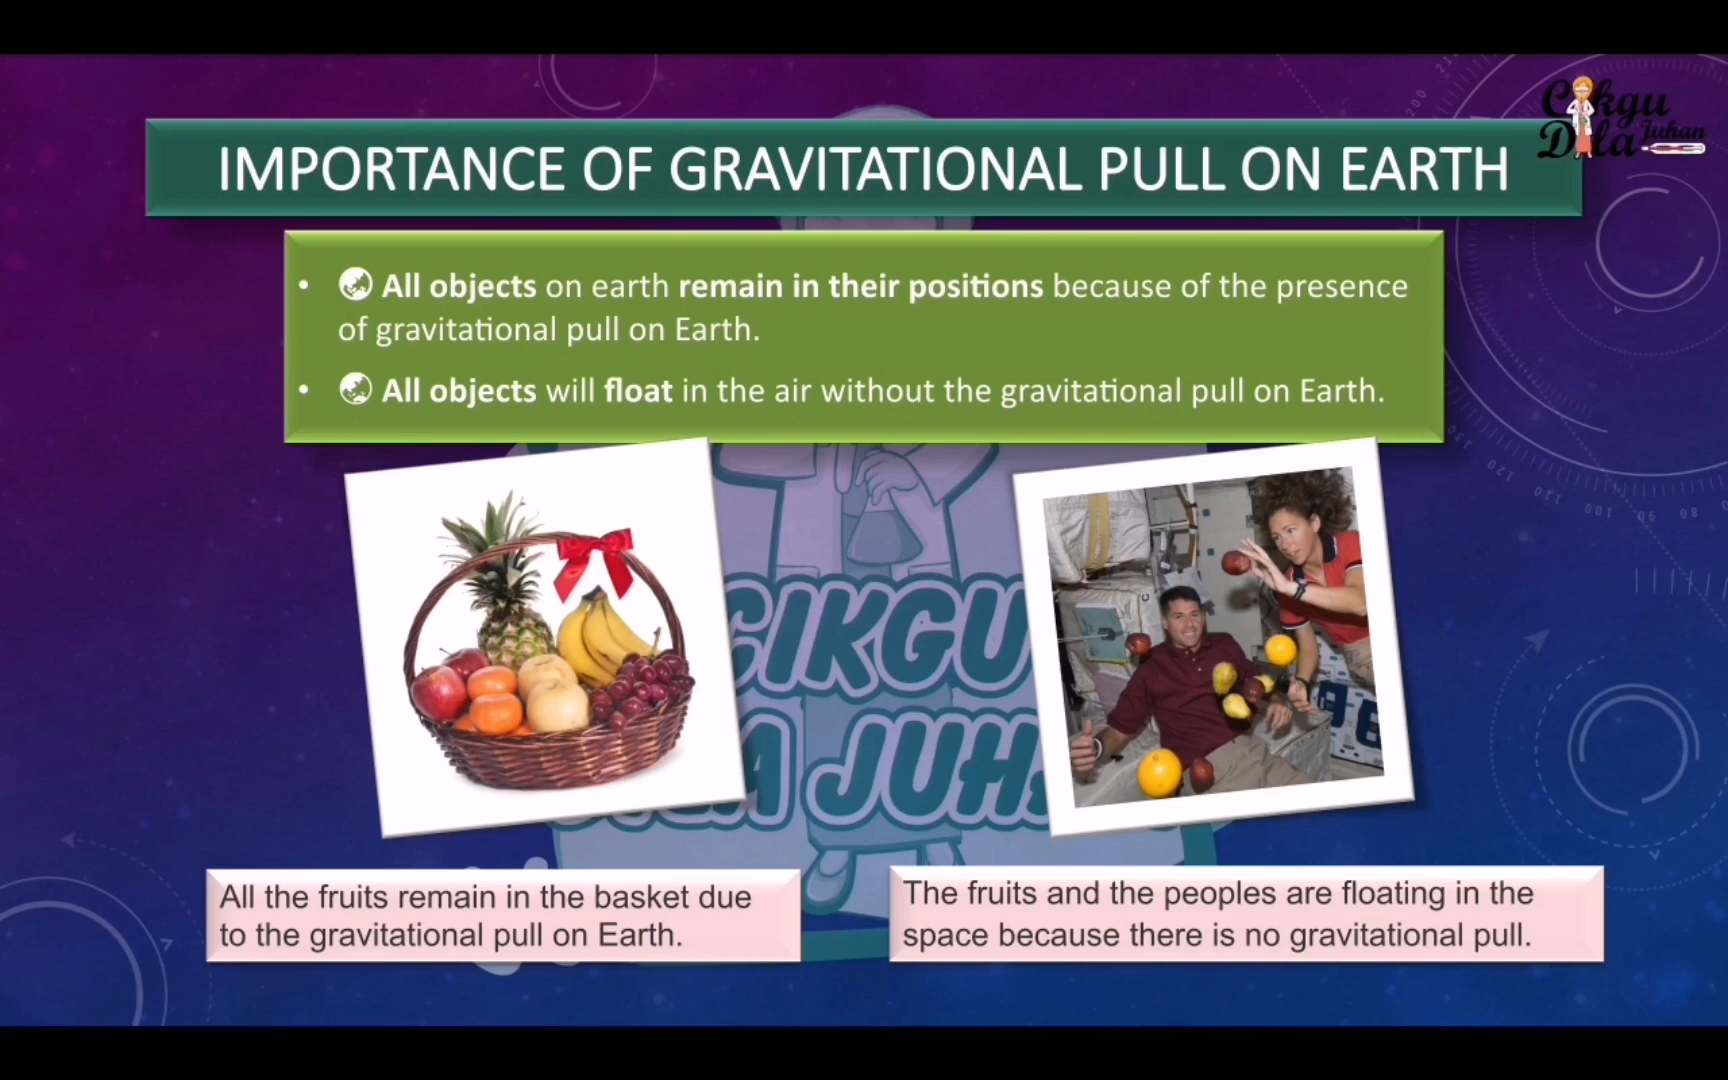 Cikgu
Dila Juhan
IMPORTANCE OF GRAVITATIONAL PULL ON EARTH
• All objects on earth remain in their positions because of the presence
of gravitational pull on Earth.
• All objects will float in the air without the gravitational pull on Earth.
CIKGU
JUH
All the fruits remain in the basket due
to the gravitational pull on Earth.
The fruits and the peoples are floating in the
space because there is no gravitational pull.